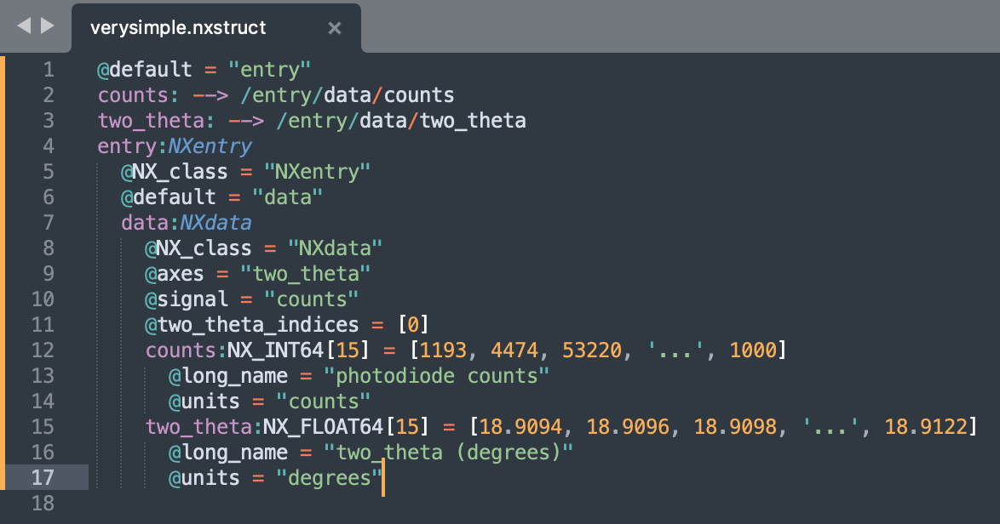 verysimple.nxstruct ×
1 @default = "entry"
2 counts: --> /entry/data/counts
3 two_theta: --> /entry/data/two_theta
4 entry:NXentry
5 @NX_class = "NXentry"
6 @default = "data"
7 data:NXdata
8 @NX_class = "NXdata"
9 @axes = "two_theta"
10 @signal = "counts"
11 @two_theta_indices = [0]
12 counts:NX_INT64[15] = [1193, 4474, 53220, '...', 1000]
13 @long_name = "photodiode counts"
14 @units = "counts"
15 two_theta:NX_FLOAT64[15] = [18.9094, 18.9096, 18.9098, '...', 18.9122]
16 @long_name = "two_theta (degrees)"
17 @units = "degrees"
18